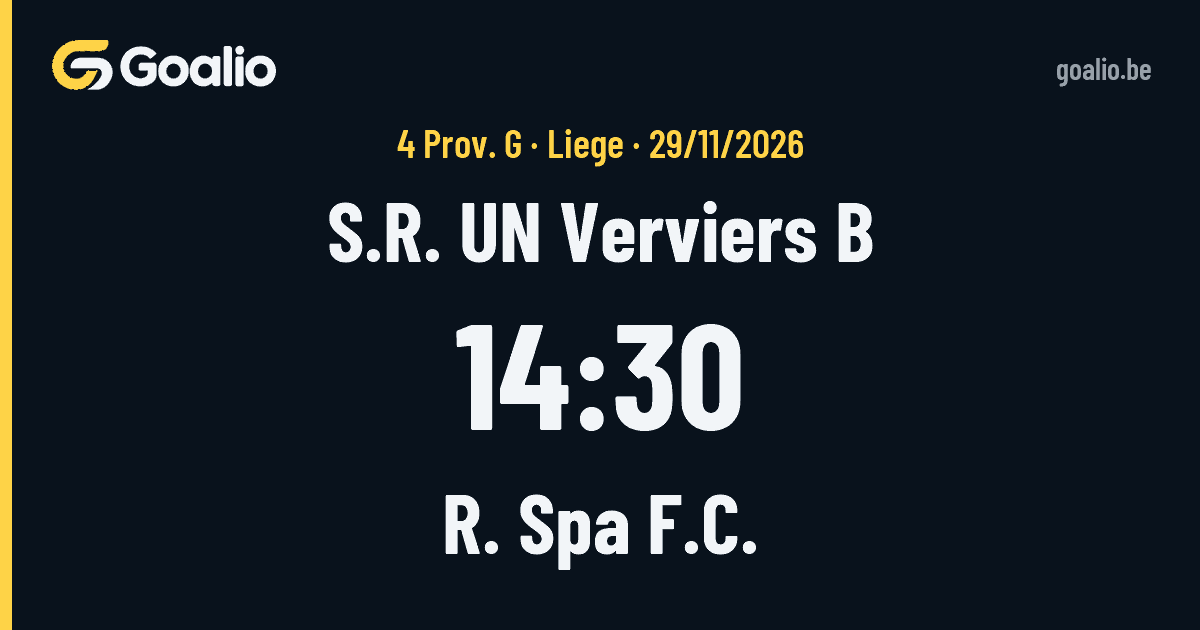 Goalio
goalio.be
4 Prov. G · Liege · 29/11/2026
S.R. UN Verviers B
14:30
R. Spa F.C.